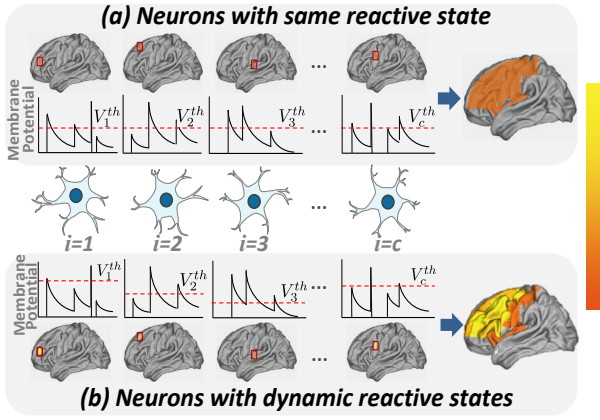 (a) Neurons with same reactive state
Membrane
Potential
V_1^{th}
V_2^{th}
V_3^{th}
...
V_c^{th}
...
...
i=1
i=2
i=3
...
i=c
Membrane
Potential
V_1^{th}
V_2^{th}
V_3^{th}
...
V_c^{th}
...
(b) Neurons with dynamic reactive states